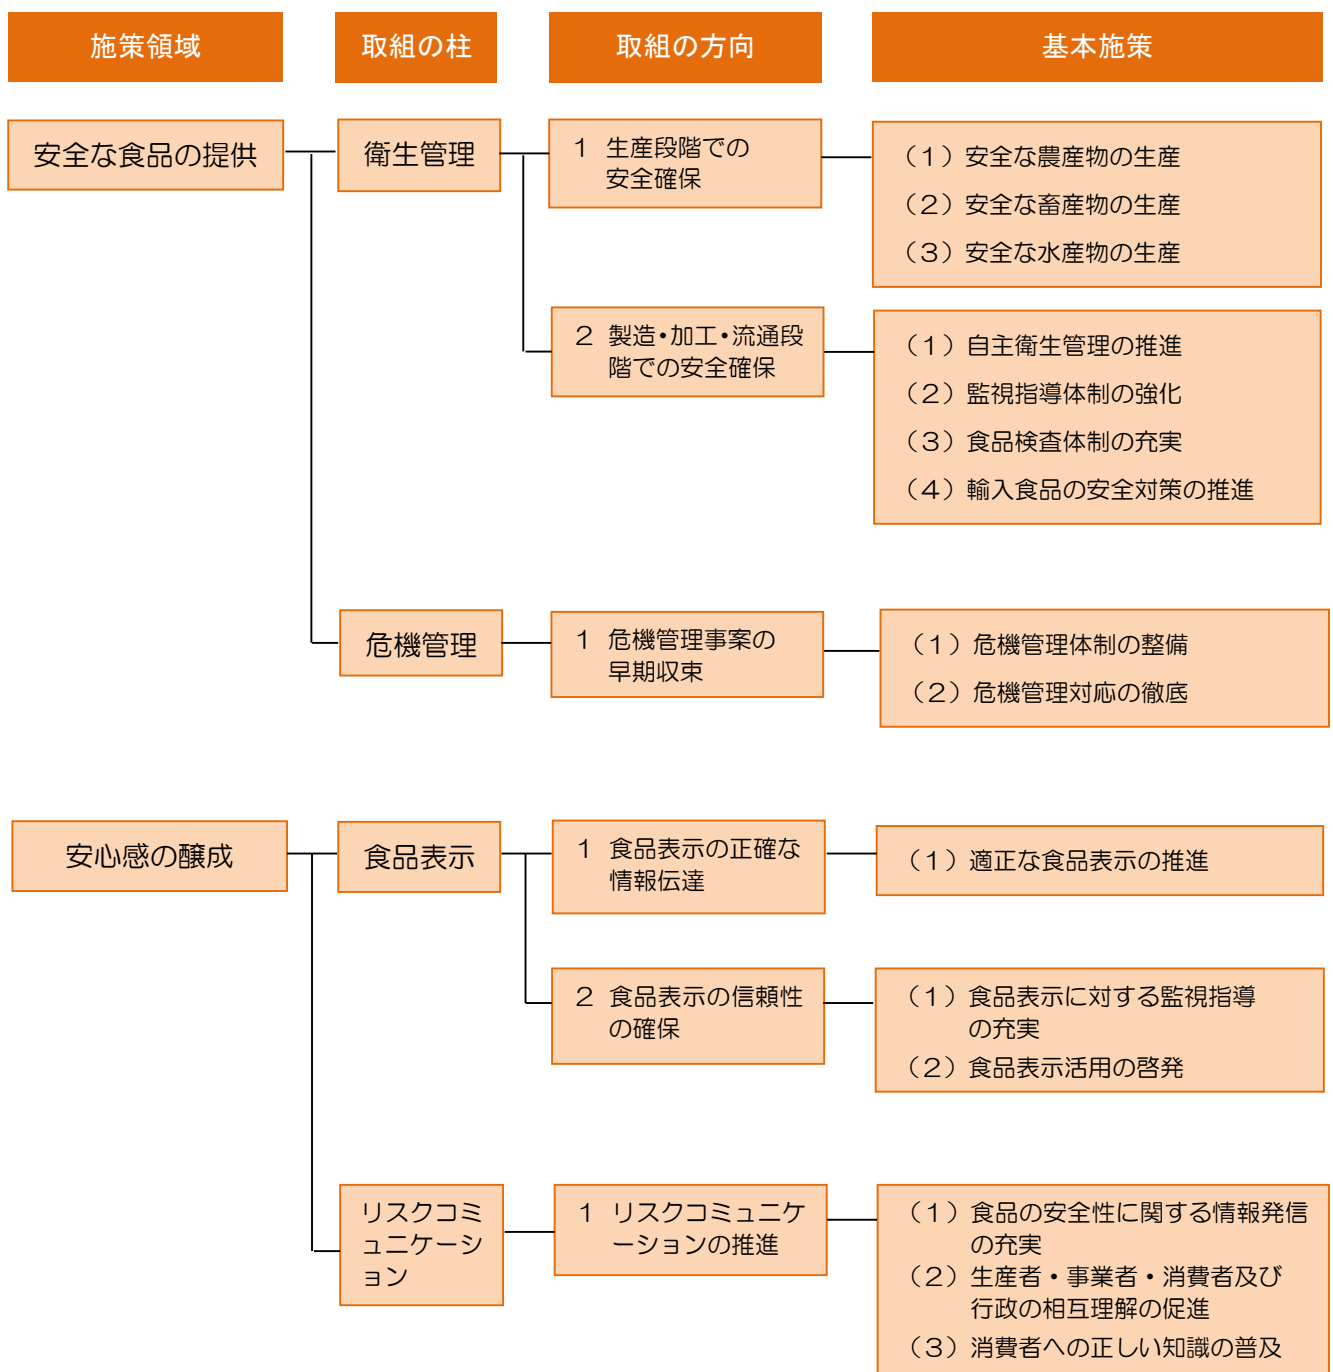 施策領域
取組の柱
取組の方向
基本施策
安全な食品の提供
衛生管理
1 生産段階での
安全確保
(1)安全な農産物の生産
(2)安全な畜産物の生産
(3)安全な水産物の生産
2 製造・加工・流通段
階での安全確保
(1)自主衛生管理の推進
(2)監視指導体制の強化
(3)食品検査体制の充実
(4)輸入食品の安全対策の推進
危機管理
1 危機管理事案の
早期収束
(1)危機管理体制の整備
(2)危機管理対応の徹底
安心感の醸成
食品表示
1 食品表示の正確な
情報伝達
(1)適正な食品表示の推進
2 食品表示の信頼性
の確保
(1)食品表示に対する監視指導
の充実
(2)食品表示活用の啓発
リスクコミ
ュニケーシ
ョン
1 リスクコミュニケ
ーションの推進
(1)食品の安全性に関する情報発信
の充実
(2)生産者・事業者・消費者及び
行政の相互理解の促進
(3)消費者への正しい知識の普及